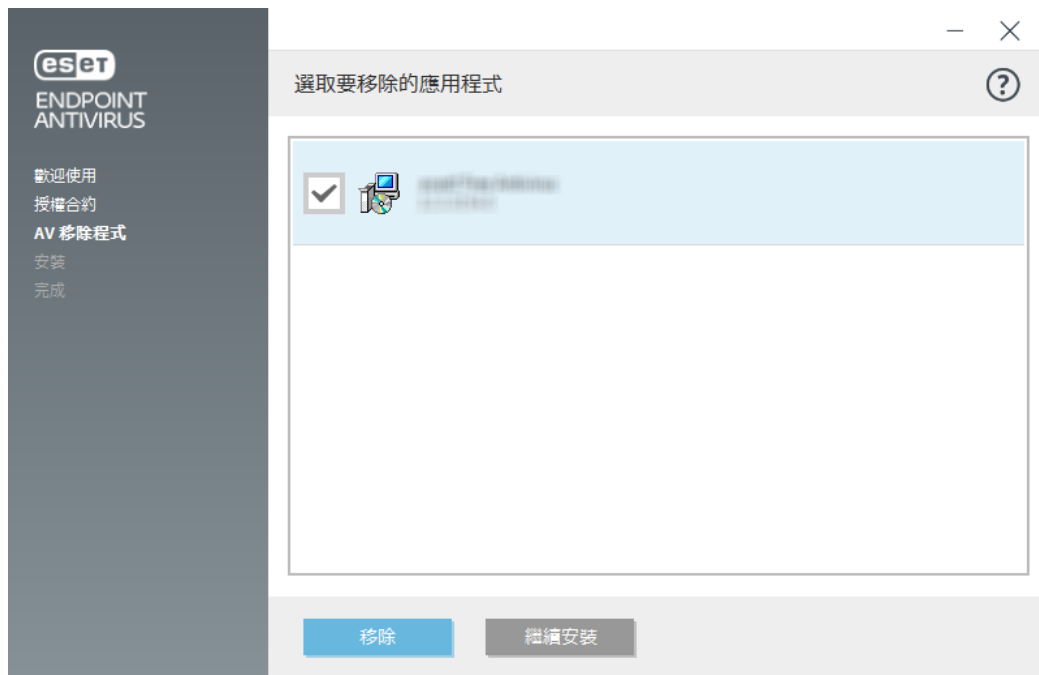 eset
ENDPOINT
ANTIVIRUS
歡迎使用
授權合約
AV 移除程式
安裝
完成
選取要移除的應用程式
?
移除
繼續安裝